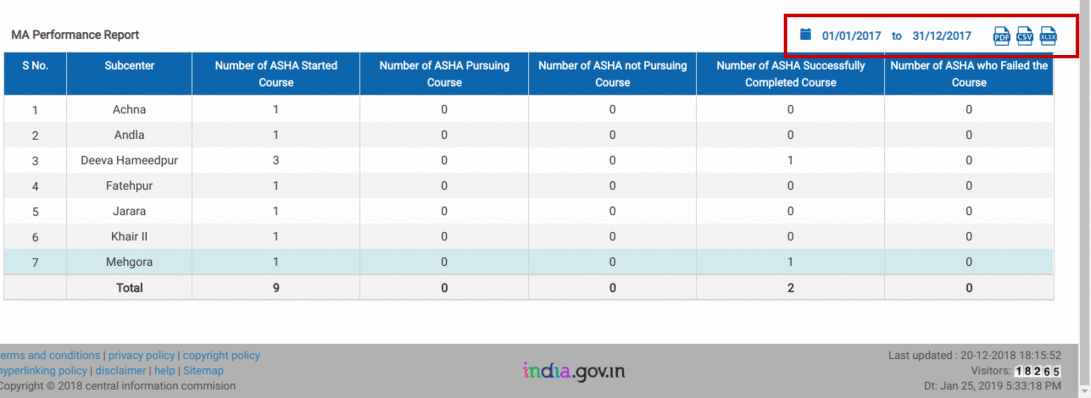 MA Performance Report
01/01/2017 to 31/12/2017 PDF CSV XLSX
S No. Subcenter Number of ASHA Started Course Number of ASHA Pursuing Course Number of ASHA not Pursuing Course Number of ASHA Successfully Completed Course Number of ASHA who Failed the Course
1 Achna 1 0 0 0 0
2 Andla 1 0 0 0 0
3 Deeva Hameedpur 3 0 0 1 0
4 Fatehpur 1 0 0 0 0
5 Jarara 1 0 0 0 0
6 Khair II 1 0 0 0 0
7 Mehgora 1 0 0 1 0
Total 9 0 0 2 0
erms and conditions | privacy policy | copyright policy
hyperlinking policy | disclaimer | help | Sitemap
Copyright © 2018 central information commision
india.gov.in
Last updated : 20-12-2018 18:15:52
Visitors: 18265
Dt: Jan 25, 2019 5:33:18 PM